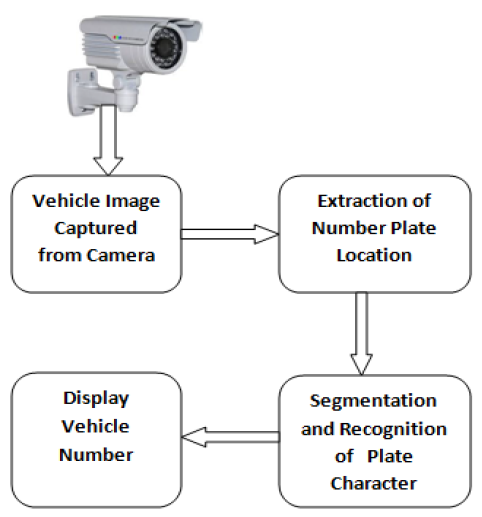 Vehicle Image
Captured
from Camera
Extraction of
Number Plate
Location
Segmentation
and Recognition
of Plate
Character
Display
Vehicle
Number